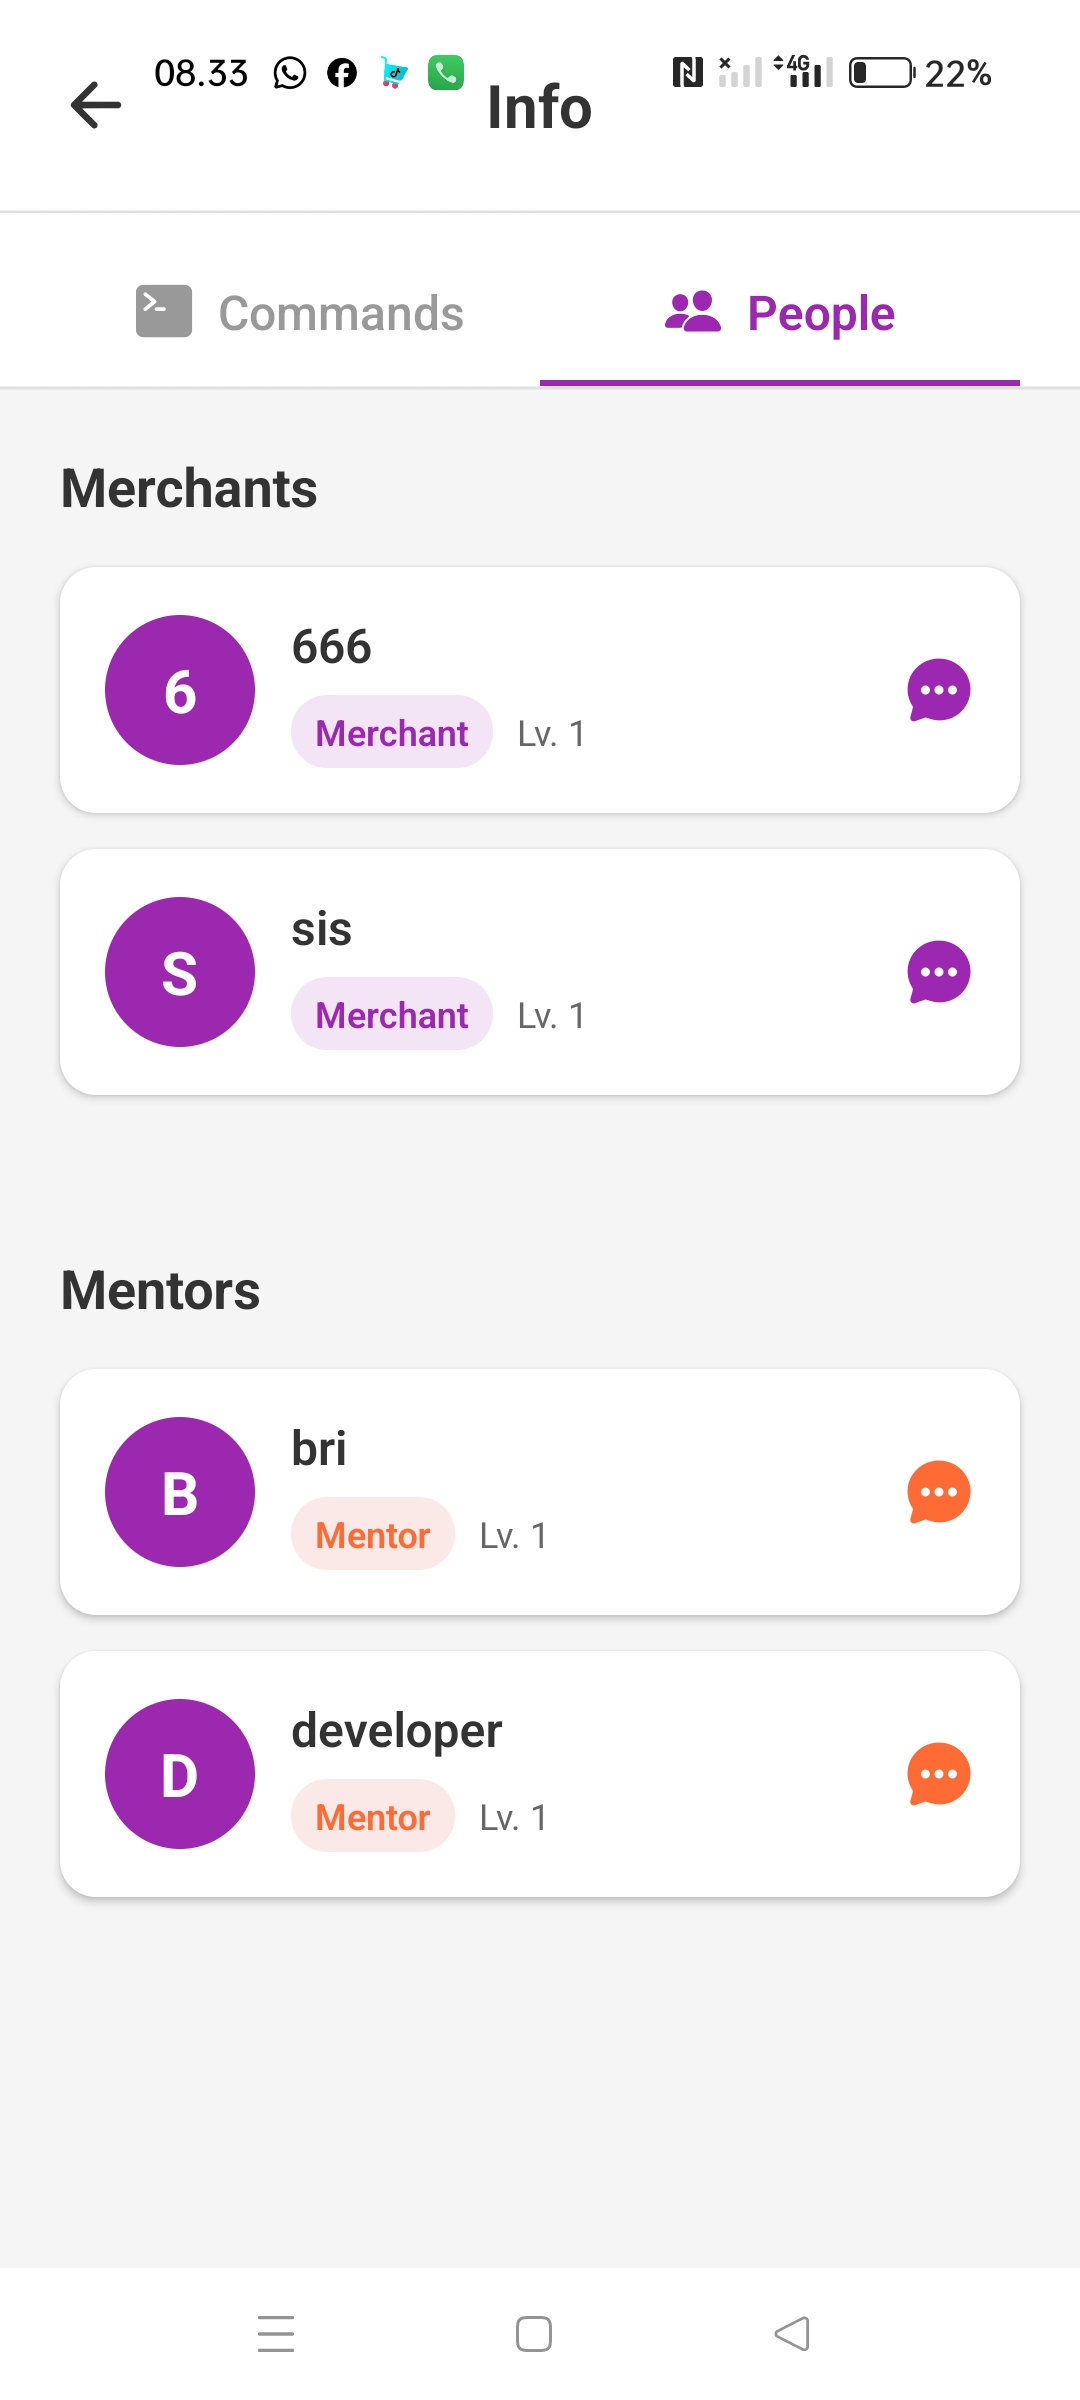 08.33
4G
22%
Info
Commands
People
Merchants
6
666
Merchant Lv. 1
S
sis
Merchant Lv. 1
Mentors
B
bri
Mentor Lv. 1
D
developer
Mentor Lv. 1